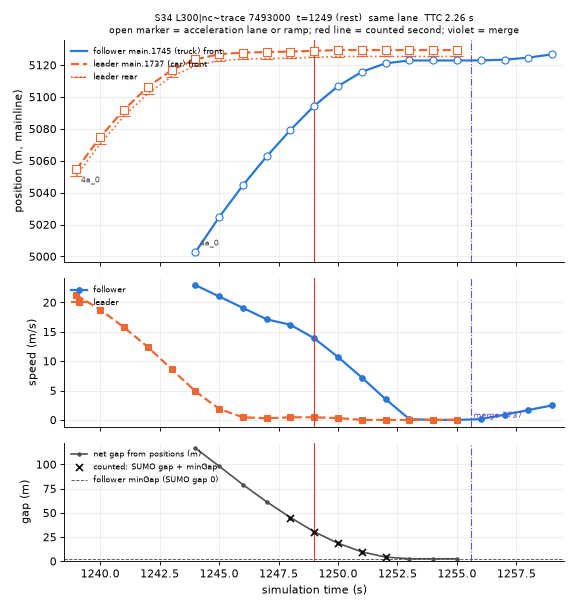 S34 L300|nc~trace 7493000 t=1249 (rest) same lane TTC 2.26 s
open marker = acceleration lane or ramp; red line = counted second; violet = merge
follower main.1745 (truck) front
leader main.1737 (car) front
leader rear
position (m, mainline)
5120
5100
5080
5060
5040
5020
5000
4a_0
4a_0
follower
leader
speed (m/s)
20
15
10
5
0
net gap from positions (m)
counted: SUMO gap + minGap
follower minGap (SUMO gap 0)
gap (m)
100
75
50
25
0
1240.0
1242.5
1245.0
1247.5
1250.0
1252.5
1255.0
1257.5
simulation time (s)